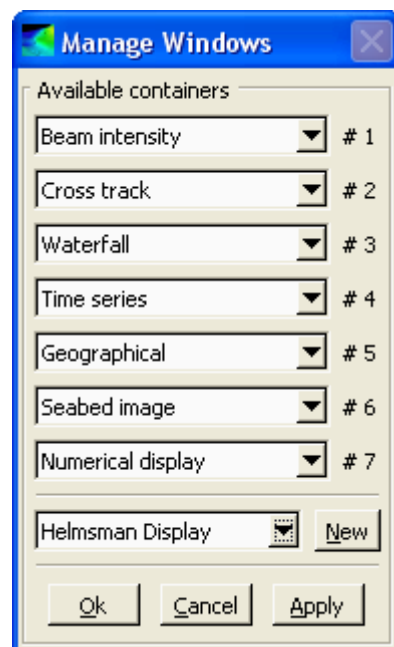 Manage Windows
Available containers
Beam intensity # 1
Cross track # 2
Waterfall # 3
Time series # 4
Geographical # 5
Seabed image # 6
Numerical display # 7
Helmsman Display New
Ok Cancel Apply